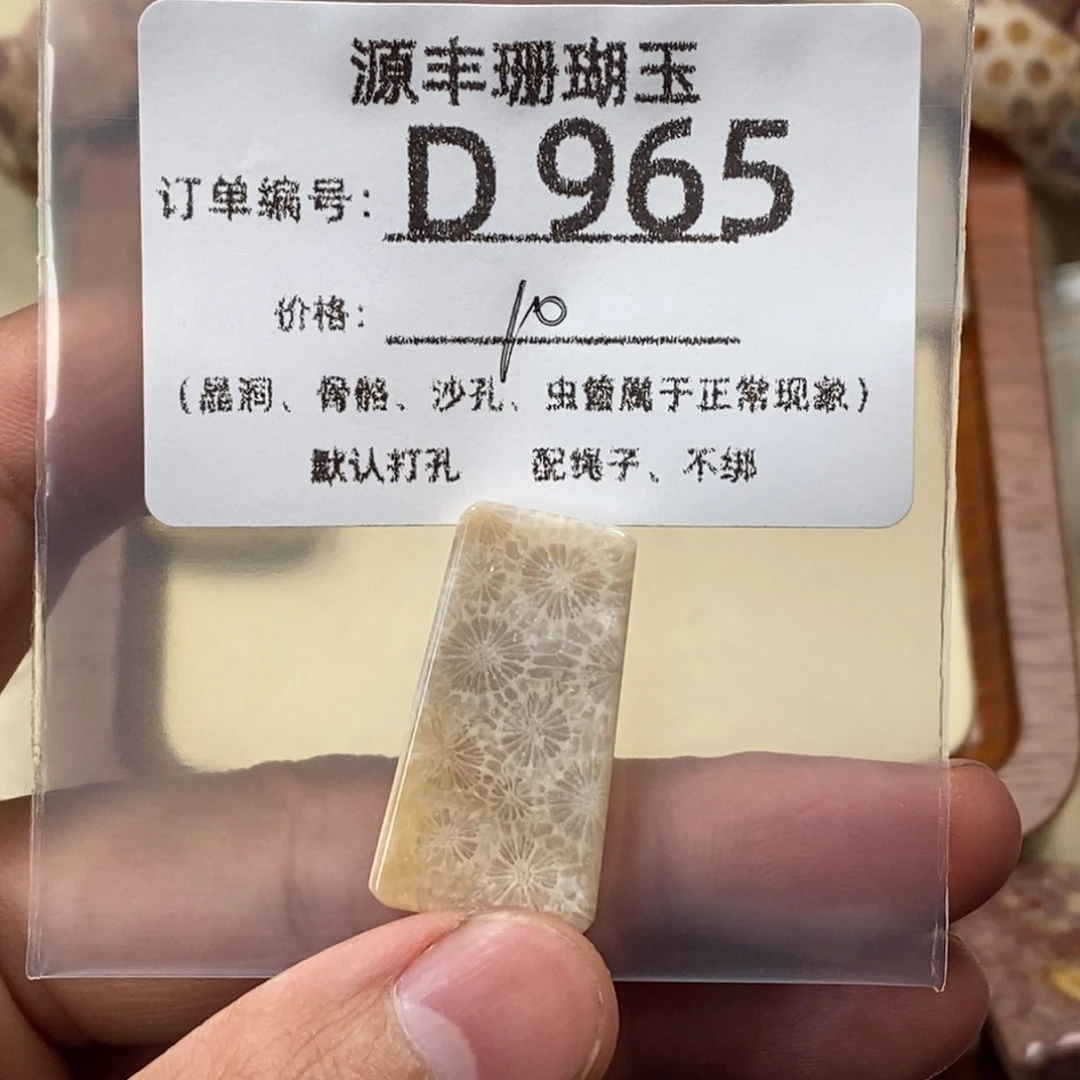 源丰珊瑚玉
订单编号: D 965
价格: 10
(晶洞、骨骼、沙孔、虫管属于正常现象)
默认打孔 配绳子、不绑